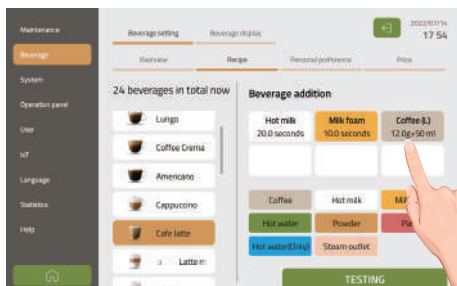 Maintenance
Beverage
System
Operation panel
User
IoT
Language
Statistics
Help
Beverage setting
Beverage display
2022/07/14
17 54
Overview
Recipe
Personal preference
Price
24 beverages in total now
Lungo
Coffee Crema
Americano
Cappucono
Cafe latte
Latte m
Beverage addition
Hot milk
20.0 seconds
Milk foam
10.0 seconds
Coffee (L)
12.0g+50 ml
Coffee
Hot milk
Hot water
Powder
Hot water(Only)
Steam outlet
TESTING